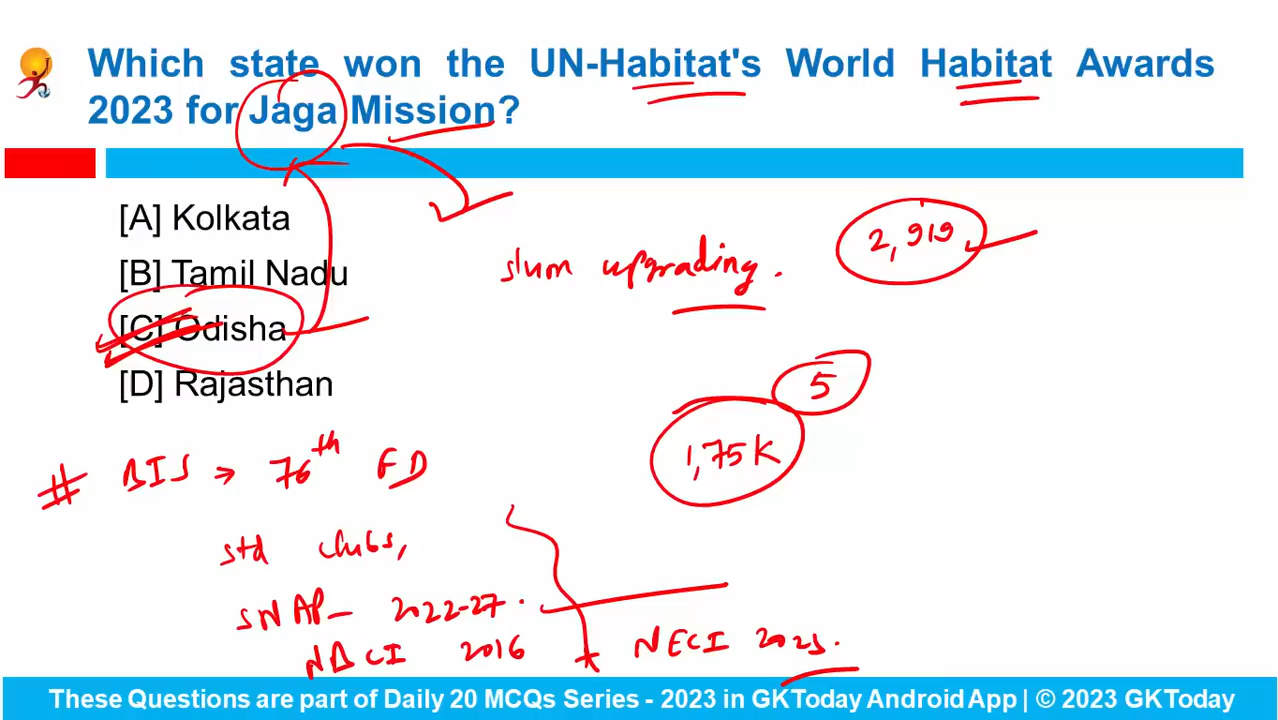 Which state won the UN-Habitat's World Habitat Awards
2023 for Jaga Mission?
[A] Kolkata
[B] Tamil Nadu
[C] Odisha
[D] Rajasthan
2,919
slum upgrading.
5
1,75K
# BIS → 76th FD
std clubs,
SNAP - 2022-27.
NBCI 2016
NECI 2023.
These Questions are part of Daily 20 MCQs Series - 2023 in GKToday Android App | © 2023 GKToday